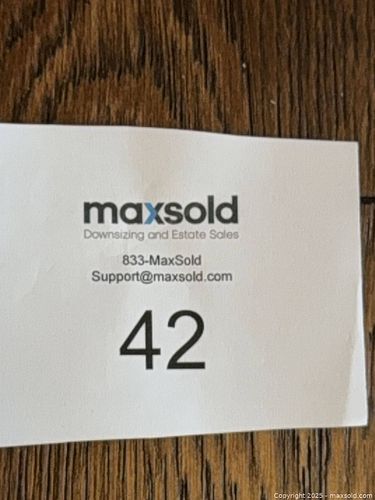 maxsold
Downsizing and Estate Sales
833-MaxSold
Support@maxsold.com
42
Copyright 2025 - maxsold.com